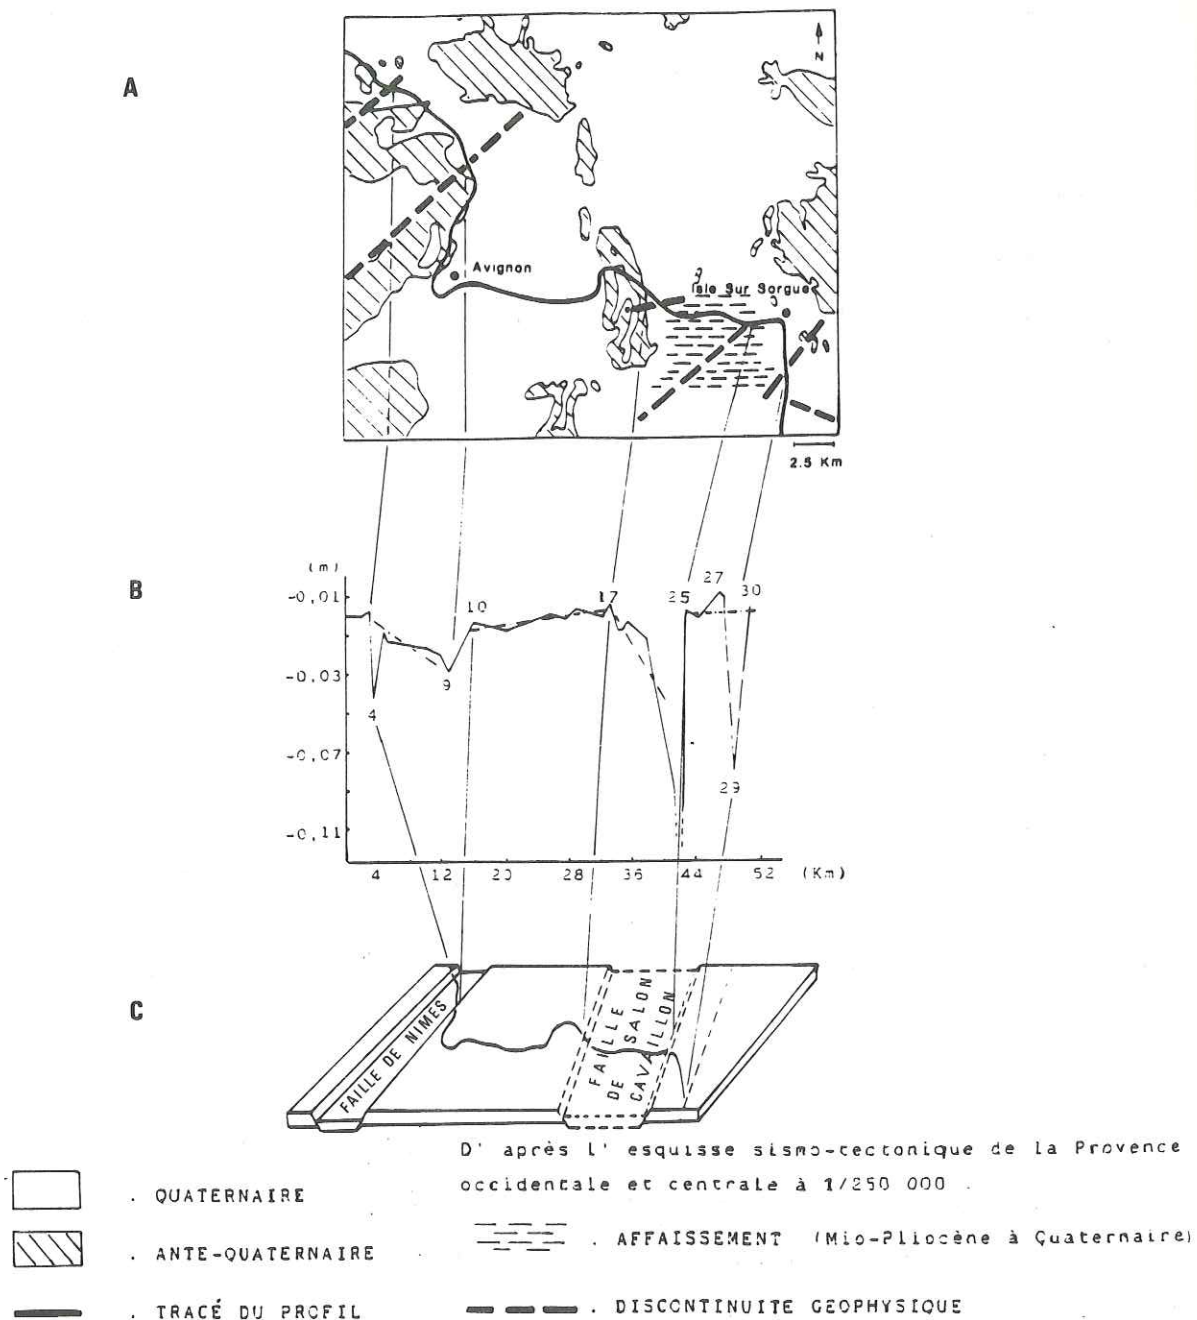 A
N
Avignon
Isle Sur Sorgue
2.5 Km
B
(m)
-0,01
-0,03
-0,07
-0,11
4
9
10
17
25
27
30
29
4 12 20 28 36 44 52 (Km)
C
FAILLE DE NIMES
FAILLE
DE SALON
CAVAILLON
D' après l' esquisse sismo-tectonique de la Provence
occidentale et centrale à 1/250 000 .
. QUATERNAIRE
. ANTE-QUATERNAIRE
. AFFAISSEMENT (Mio-Pliocène à Quaternaire)
. TRACÉ DU PROFIL
. DISCONTINUITE GEOPHYSIQUE